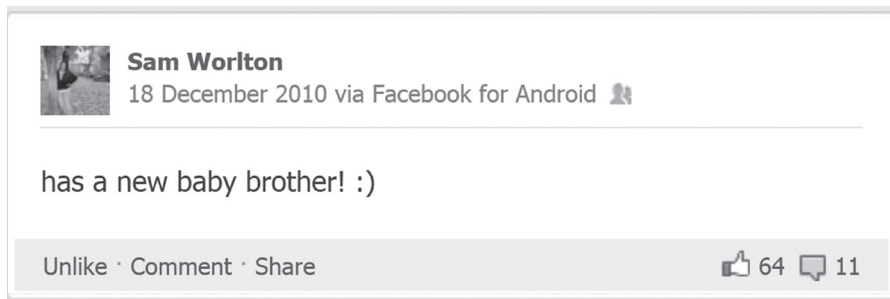 Sam Worlton
18 December 2010 via Facebook for Android
has a new baby brother! :)
Unlike · Comment · Share 64 11